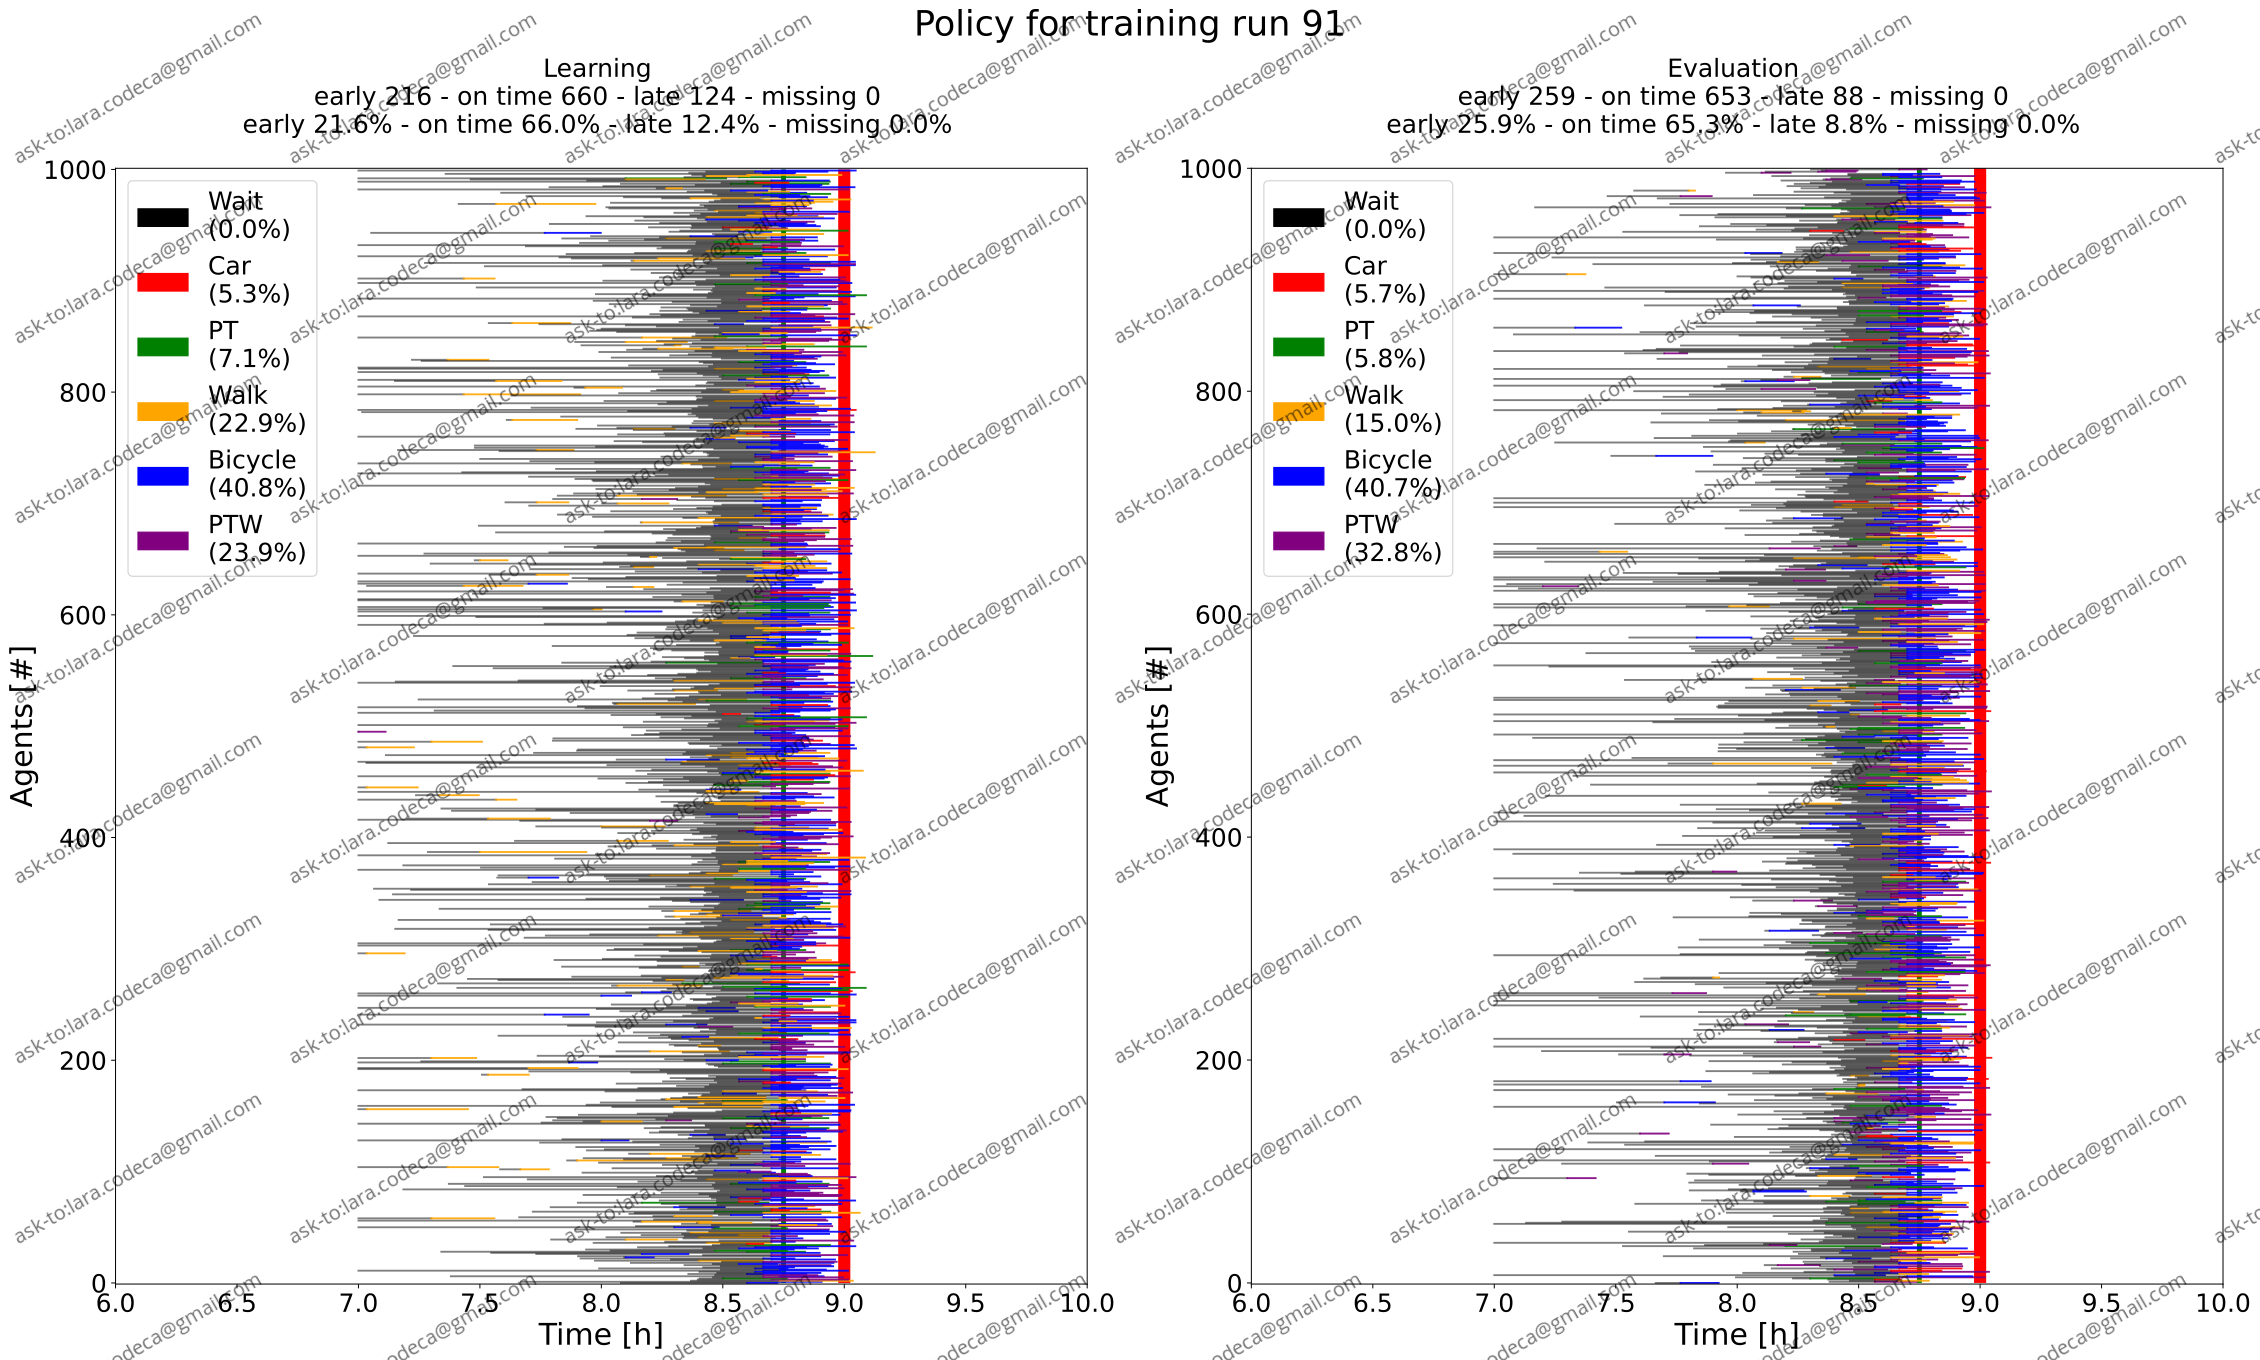 Policy for training run 91
Learning
early 216 - on time 660 - late 124 - missing 0
early 21.6% - on time 66.0% - late 12.4% - missing 0.0%
Evaluation
early 259 - on time 653 - late 88 - missing 0
early 25.9% - on time 65.3% - late 8.8% - missing 0.0%
Agents [#]
1000
800
600
400
200
0
Wait
(0.0%)
Car
(5.3%)
PT
(7.1%)
Walk
(22.9%)
Bicycle
(40.8%)
PTW
(23.9%)
6.0 6.5 7.0 7.5 8.0 8.5 9.0 9.5 10.0
Time [h]
Agents [#]
1000
800
600
400
200
0
Wait
(0.0%)
Car
(5.7%)
PT
(5.8%)
Walk
(15.0%)
Bicycle
(40.7%)
PTW
(32.8%)
6.0 6.5 7.0 7.5 8.0 8.5 9.0 9.5 10.0
Time [h]
ask-to:lara.codeca@gmail.com